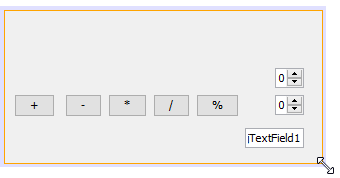 0
+ - * / % 0
jTextField1